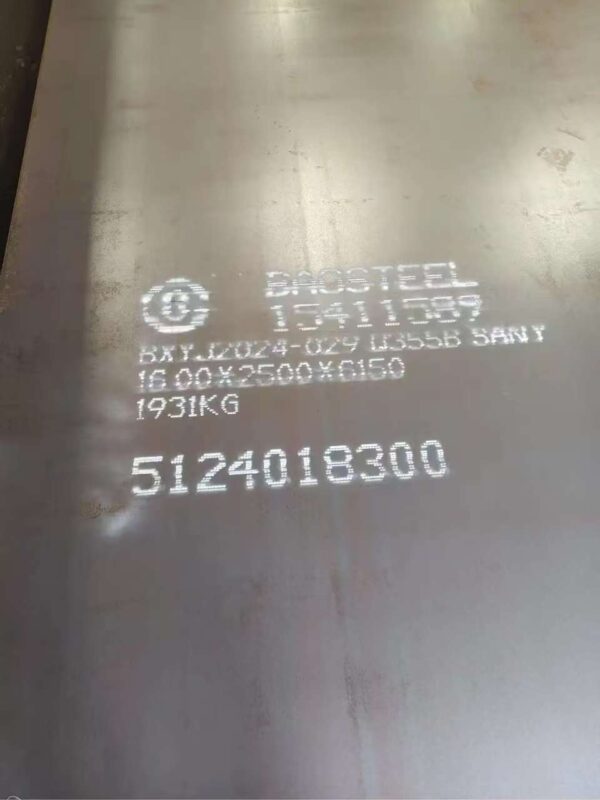 BAOSTEEL
15411589
BXYJ2024-029 Q355B SANY
16.00X2500X6150
1931KG
5124018300